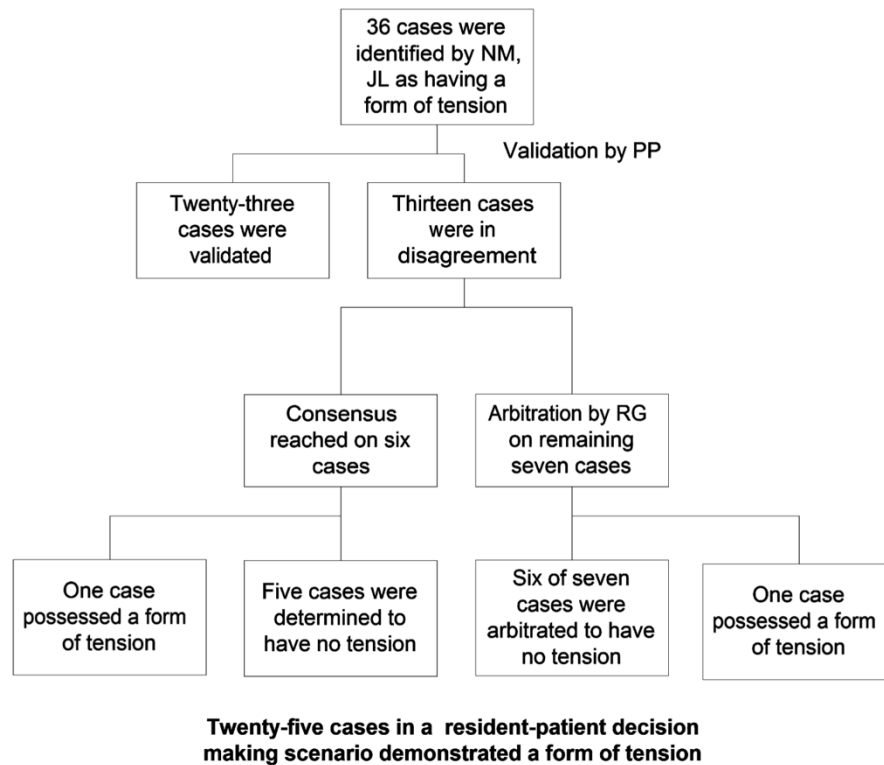 36 cases were
identified by NM,
JL as having a
form of tension
Validation by PP
Twenty-three
cases were
validated
Thirteen cases
were in
disagreement
Consensus
reached on six
cases
Arbitration by RG
on remaining
seven cases
One case
possessed a form
of tension
Five cases were
determined to
have no tension
Six of seven
cases were
arbitrated to have
no tension
One case
possessed a form
of tension
Twenty-five cases in a resident-patient decision
making scenario demonstrated a form of tension